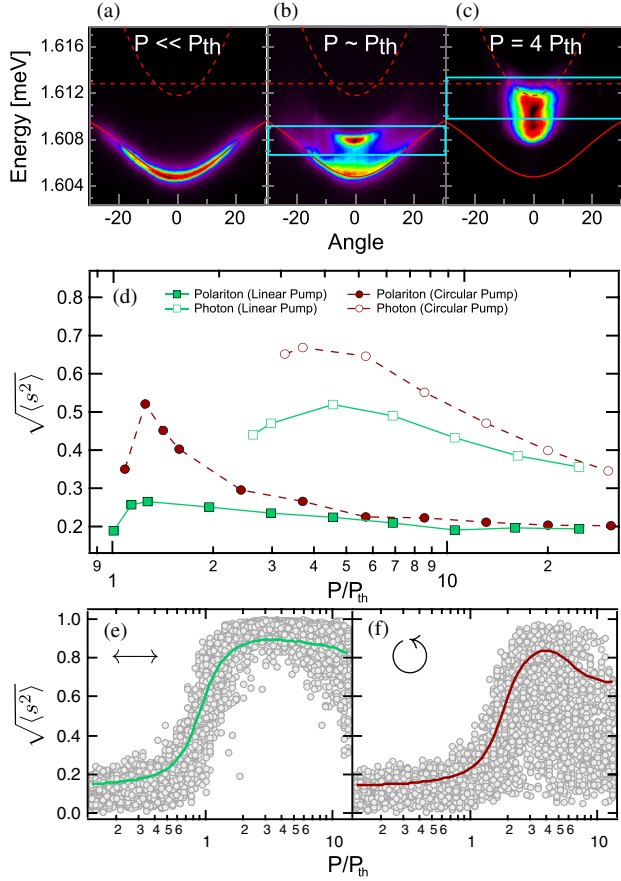 (a) (b) (c)
P << Pth P ~ Pth P = 4 Pth
Energy [meV]
1.616
1.612
1.608
1.604
-20 0 20 -20 0 20 -20 0 20
Angle
(d)
Polariton (Linear Pump) Polariton (Circular Pump)
Photon (Linear Pump) Photon (Circular Pump)
√⟨s²⟩
0.8
0.7
0.6
0.5
0.4
0.3
0.2
9 1 2 3 4 5 6 7 8 9 10 2
P/Pth
(e) (f)
√⟨s²⟩
1.0
0.8
0.6
0.4
0.2
0.0
2 3 4 5 6 1 2 3 4 5 6 10 2 3 4 5 6 1 2 3 4 5 6 10
P/Pth